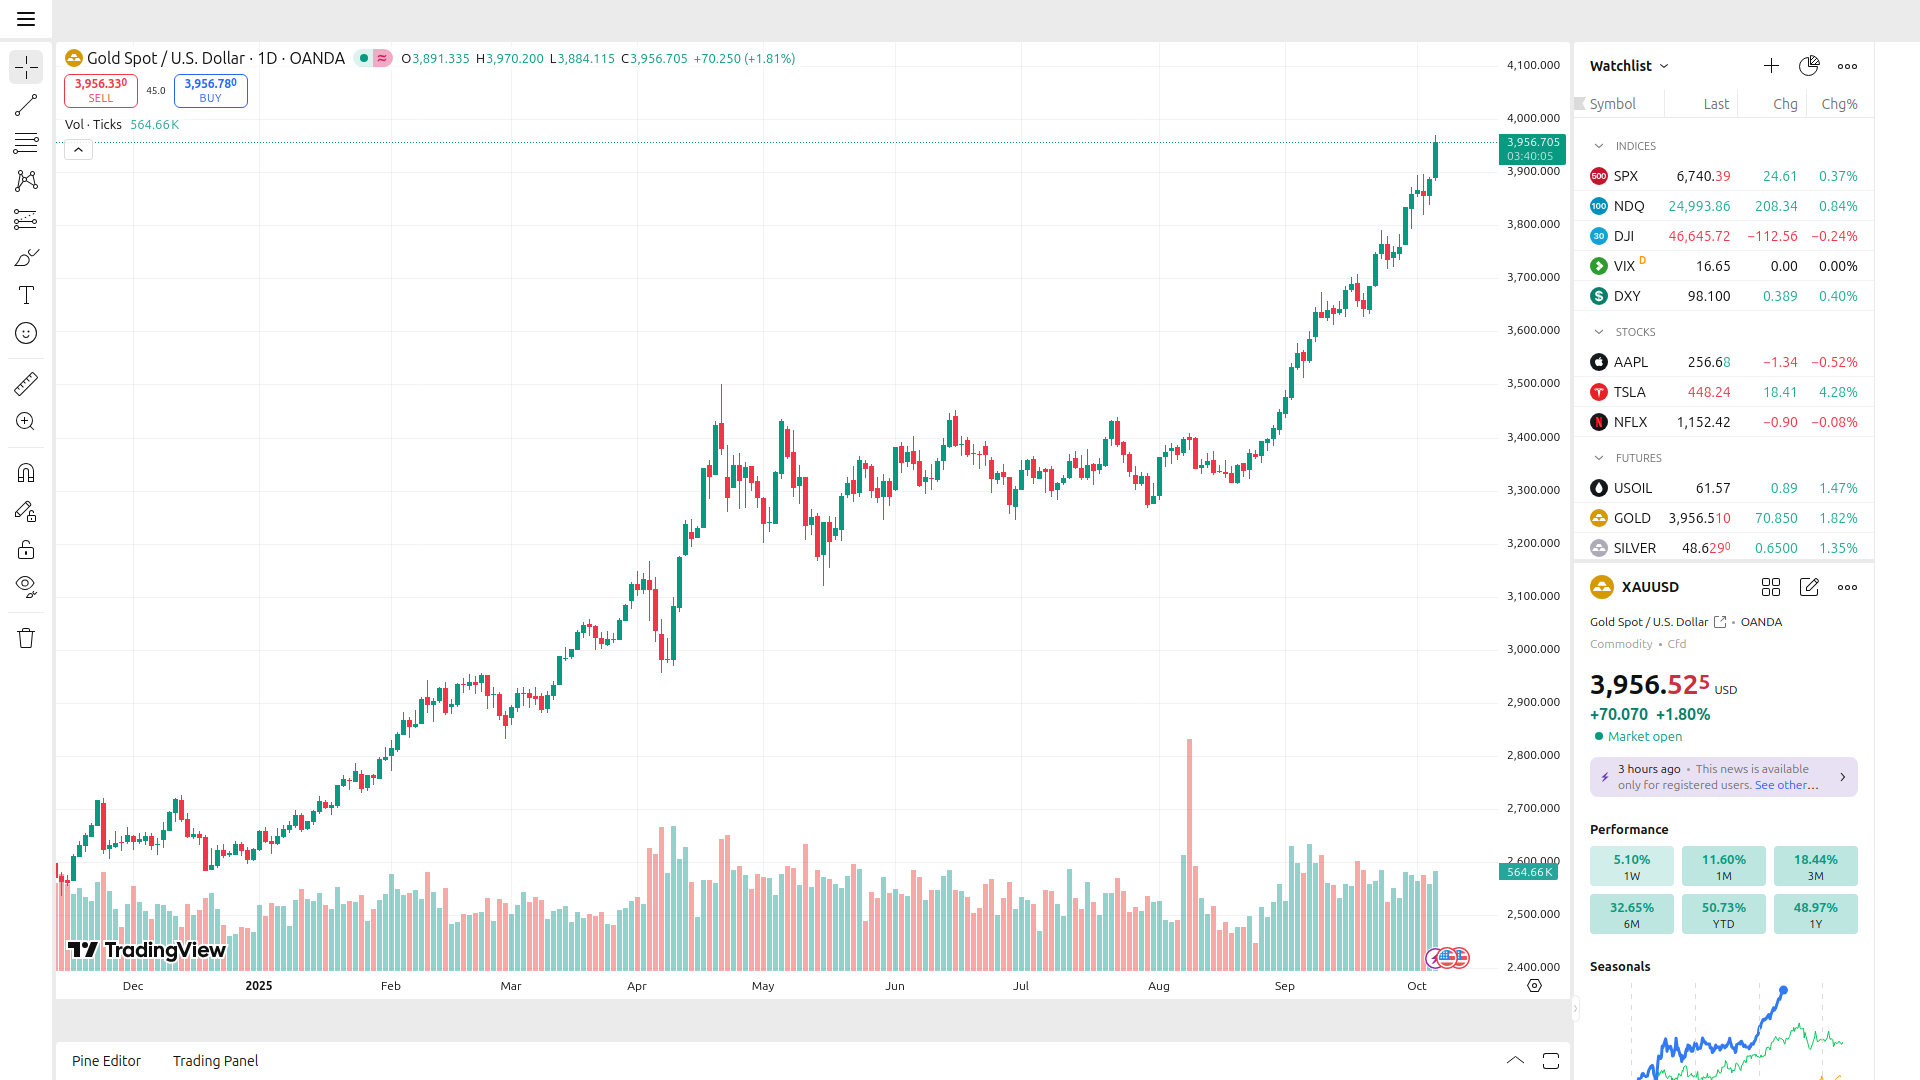 Gold Spot / U.S. Dollar · 1D · OANDA
≈
O3,891.335 H3,970.200 L3,884.115 C3,956.705 +70.250 (+1.81%)
3,956.330
SELL
45.0
3,956.780
BUY
Vol · Ticks 564.66K
4,100.000
4,000.000
3,956.705
03:40:05
3,900.000
3,800.000
3,700.000
3,600.000
3,500.000
3,400.000
3,300.000
3,200.000
3,100.000
3,000.000
2,900.000
2,800.000
2,700.000
2,600.000
564.66K
2,500.000
2,400.000
TradingView
Dec 2025 Feb Mar Apr May Jun Jul Aug Sep Oct
Pine Editor Trading Panel
Watchlist
Symbol Last Chg Chg%
INDICES
500 SPX 6,740.39 24.61 0.37%
100 NDQ 24,993.86 208.34 0.84%
30 DJI 46,645.72 −112.56 −0.24%
VIX D 16.65 0.00 0.00%
$ DXY 98.100 0.389 0.40%
STOCKS
AAPL 256.68 −1.34 −0.52%
TSLA 448.24 18.41 4.28%
N NFLX 1,152.42 −0.90 −0.08%
FUTURES
USOIL 61.57 0.89 1.47%
GOLD 3,956.510 70.850 1.82%
SILVER 48.6290 0.6500 1.35%
XAUUSD
Gold Spot / U.S. Dollar • OANDA
Commodity • Cfd
3,956.525 USD
+70.070 +1.80%
Market open
3 hours ago • This news is available
only for registered users. See other…
Performance
5.10% 11.60% 18.44%
1W 1M 3M
32.65% 50.73% 48.97%
6M YTD 1Y
Seasonals